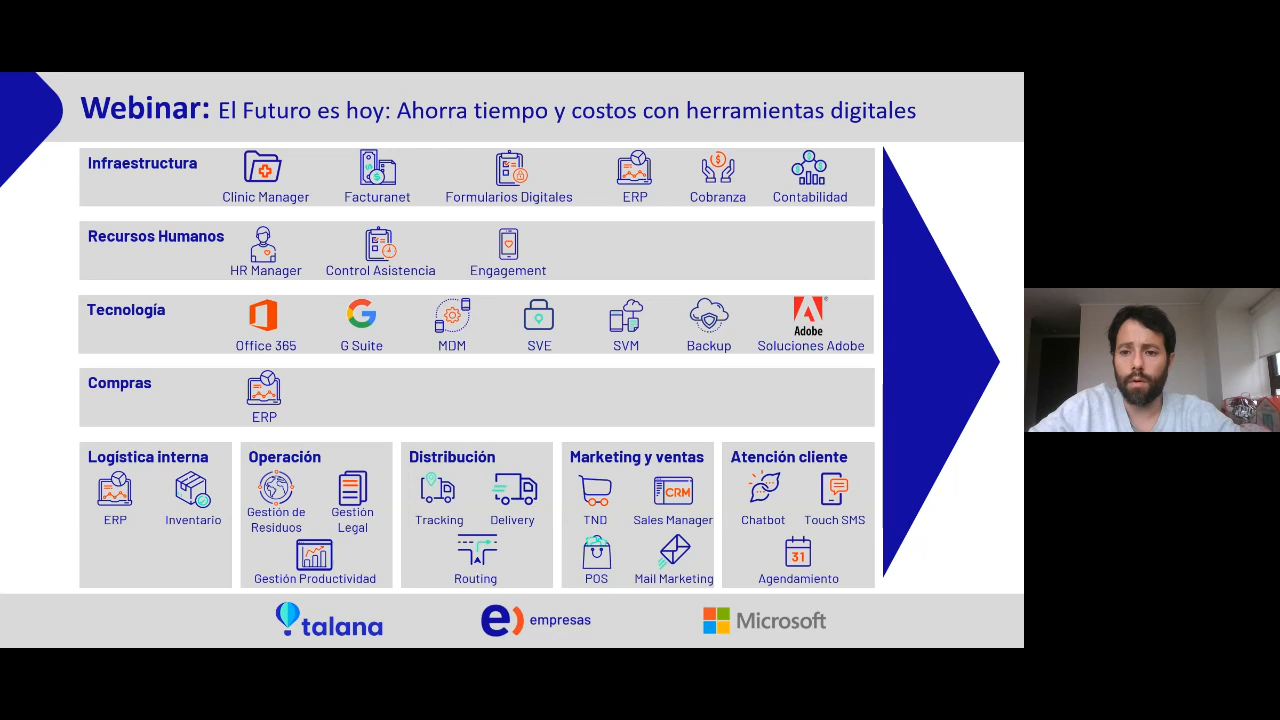 Webinar: El Futuro es hoy: Ahorra tiempo y costos con herramientas digitales
Infraestructura
Clinic Manager
Facturanet
Formularios Digitales
ERP
Cobranza
Contabilidad
Recursos Humanos
HR Manager
Control Asistencia
Engagement
Tecnología
Office 365
G Suite
MDM
SVE
SVM
Backup
Adobe
Soluciones Adobe
Compras
ERP
Logística interna
ERP
Inventario
Operación
Gestión de
Residuos
Gestión
Legal
Gestión Productividad
Distribución
Tracking
Delivery
Routing
Marketing y ventas
TND
CRM
Sales Manager
POS
Mail Marketing
Atención cliente
Chatbot
Touch SMS
31
Agendamiento
talana
e) empresas
Microsoft